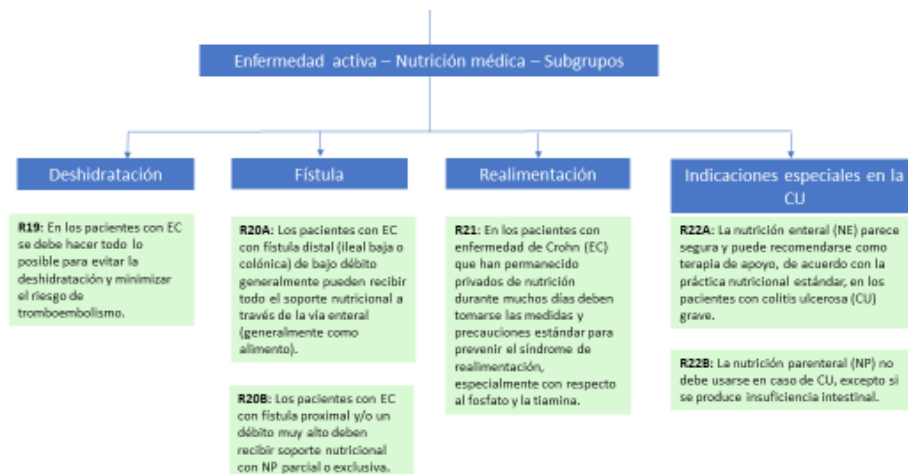 Enfermedad activa – Nutrición médica – Subgrupos
Deshidratación
R19: En los pacientes con EC
se debe hacer todo lo
posible para evitar la
deshidratación y minimizar
el riesgo de
tromboembolismo.
Fístula
R20A: Los pacientes con EC
con fístula distal (ileal baja o
colónica) de bajo débito
generalmente pueden recibir
todo el soporte nutricional a
través de la vía enteral
(generalmente como
alimento).
R20B: Los pacientes con EC
con fístula proximal y/o un
débito muy alto deben
recibir soporte nutricional
con NP parcial o exclusiva.
Realimentación
R21: En los pacientes con
enfermedad de Crohn (EC)
que han permanecido
privados de nutrición
durante muchos días deben
tomarse las medidas y
precauciones estándar para
prevenir el síndrome de
realimentación,
especialmente con respecto
al fosfato y la tiamina.
Indicaciones especiales en la
CU
R22A: La nutrición enteral (NE) parece
segura y puede recomendarse como
terapia de apoyo, de acuerdo con la
práctica nutricional estándar, en los
pacientes con colitis ulcerosa (CU)
grave.
R22B: La nutrición parenteral (NP) no
debe usarse en caso de CU, excepto si
se produce insuficiencia intestinal.